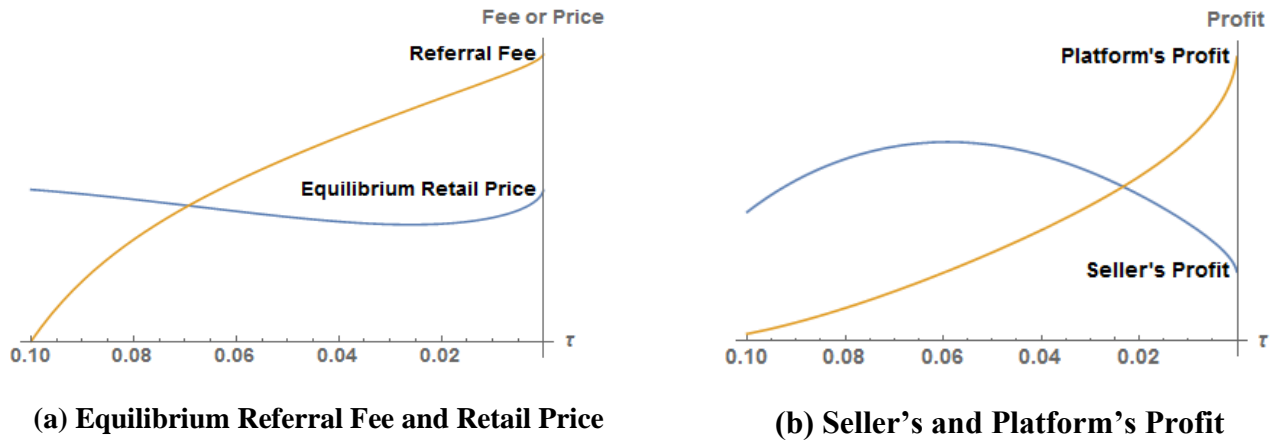 Fee or Price
Referral Fee
Equilibrium Retail Price
0.10 0.08 0.06 0.04 0.02 τ
(a) Equilibrium Referral Fee and Retail Price
Profit
Platform's Profit
Seller's Profit
0.10 0.08 0.06 0.04 0.02 τ
(b) Seller’s and Platform’s Profit